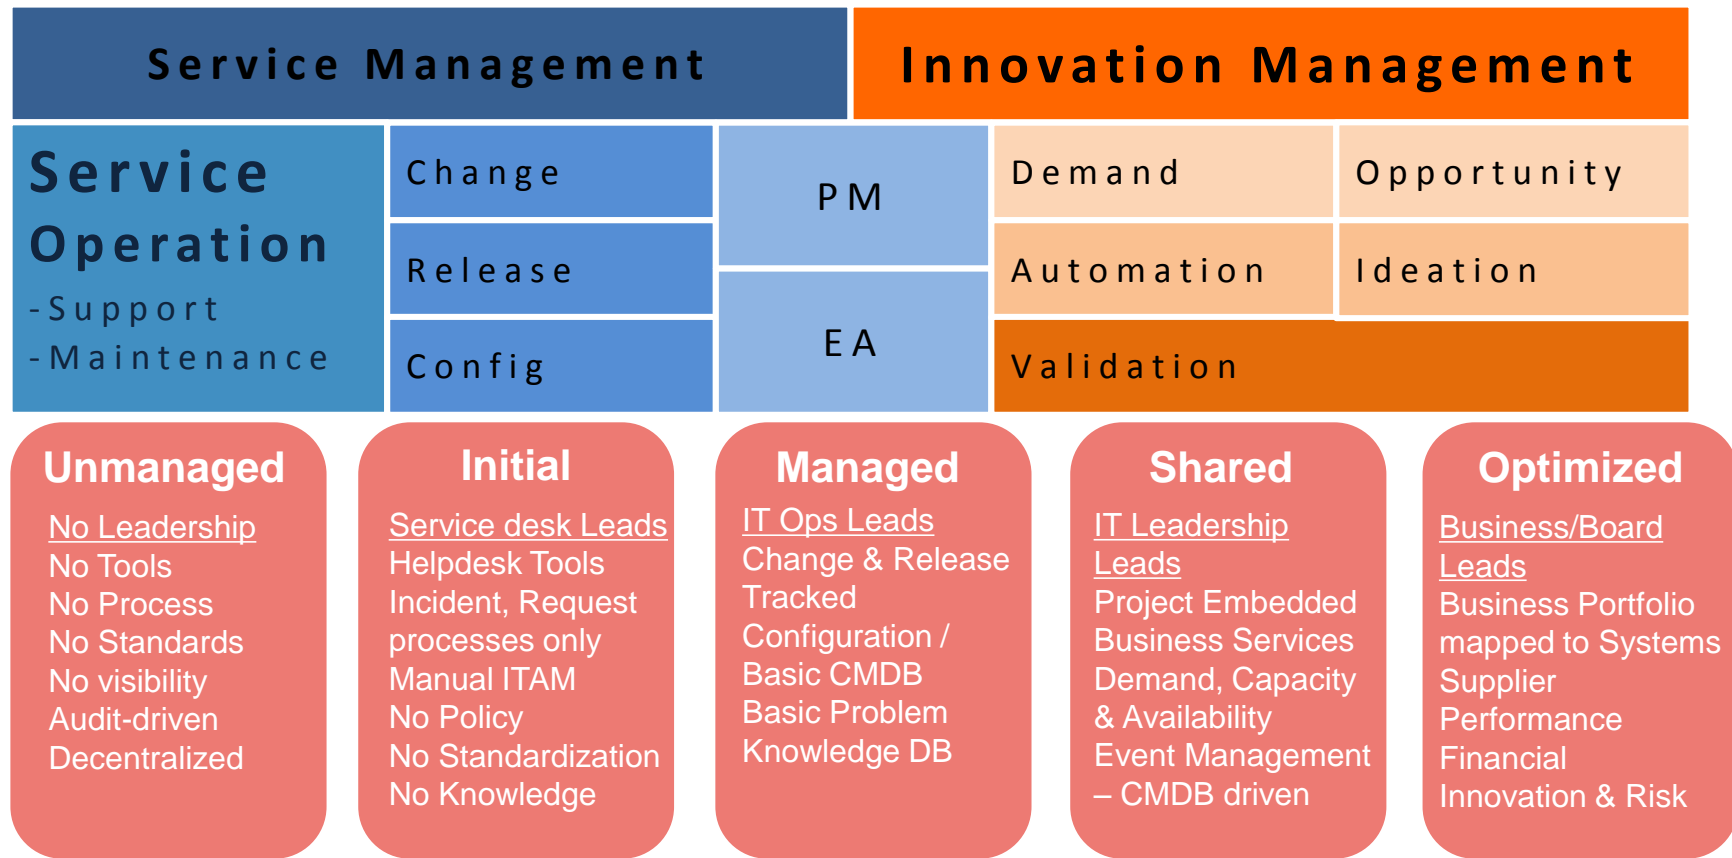 Service Management
Innovation Management
Service
Operation
-Support
-Maintenance
Change
Release
Config
PM
EA
Demand
Opportunity
Automation
Ideation
Validation
Unmanaged
No Leadership
No Tools
No Process
No Standards
No visibility
Audit-driven
Decentralized
Initial
Service desk Leads
Helpdesk Tools
Incident, Request
processes only
Manual ITAM
No Policy
No Standardization
No Knowledge
Managed
IT Ops Leads
Change & Release
Tracked
Configuration /
Basic CMDB
Basic Problem
Knowledge DB
Shared
IT Leadership
Leads
Project Embedded
Business Services
Demand, Capacity
& Availability
Event Management
– CMDB driven
Optimized
Business/Board
Leads
Business Portfolio
mapped to Systems
Supplier
Performance
Financial
Innovation & Risk